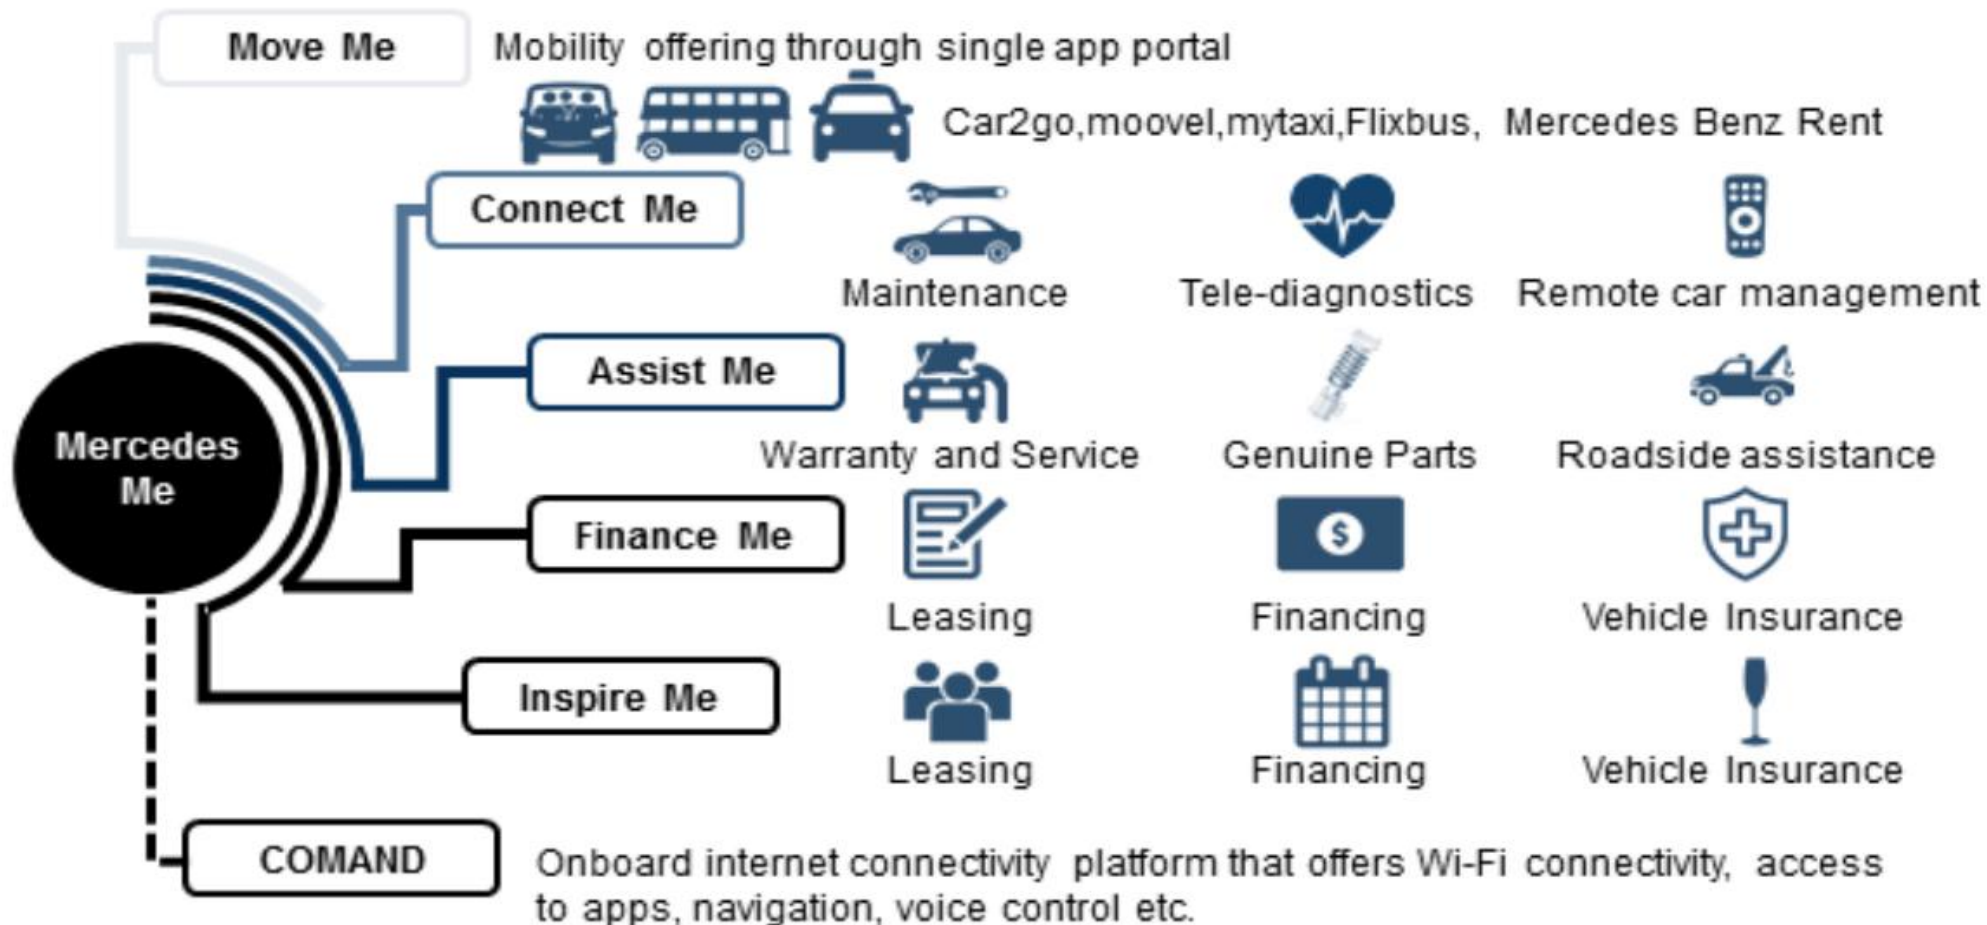 Move Me
Mobility offering through single app portal
Car2go,moovel,mytaxi,Flixbus, Mercedes Benz Rent
Connect Me
Maintenance
Tele-diagnostics
Remote car management
Assist Me
Warranty and Service
Genuine Parts
Roadside assistance
Mercedes
Me
Finance Me
$
Leasing
Financing
Vehicle Insurance
Inspire Me
Leasing
Financing
Vehicle Insurance
COMAND
Onboard internet connectivity platform that offers Wi-Fi connectivity, access
to apps, navigation, voice control etc.